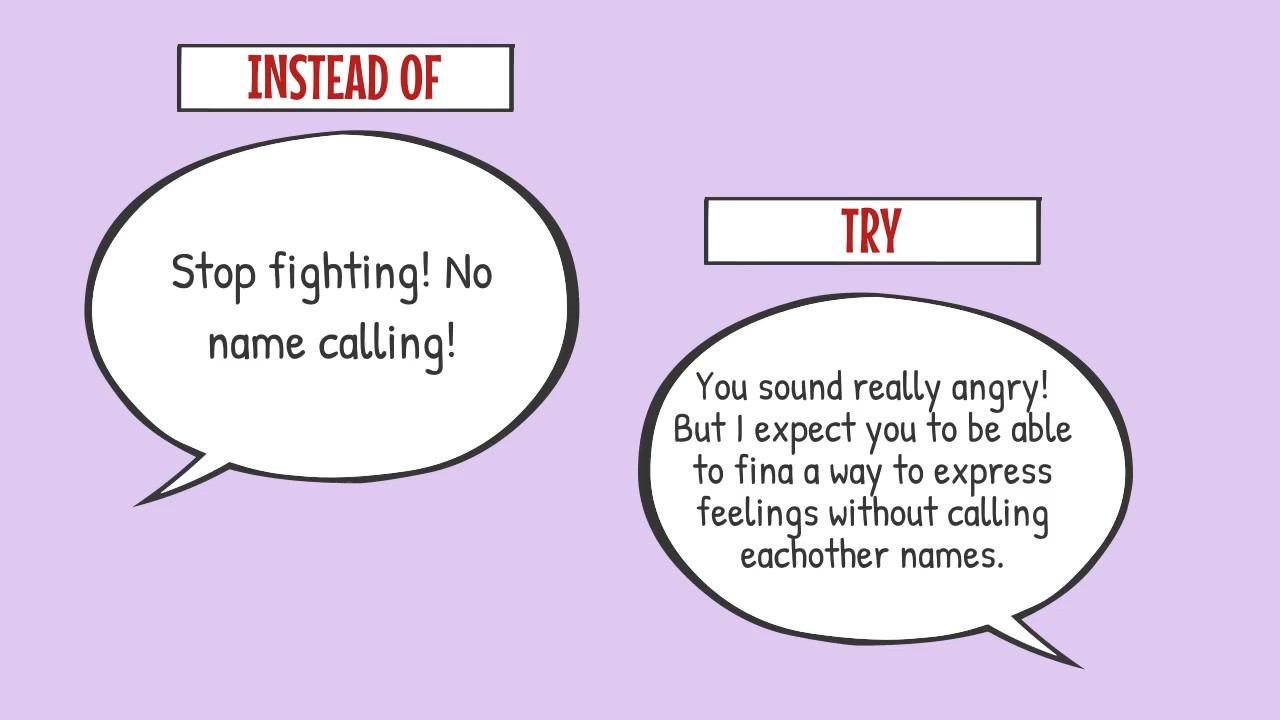 INSTEAD OF
Stop fighting! No
name calling!
TRY
You sound really angry!
But I expect you to be able
to fina a way to express
feelings without calling
eachother names.